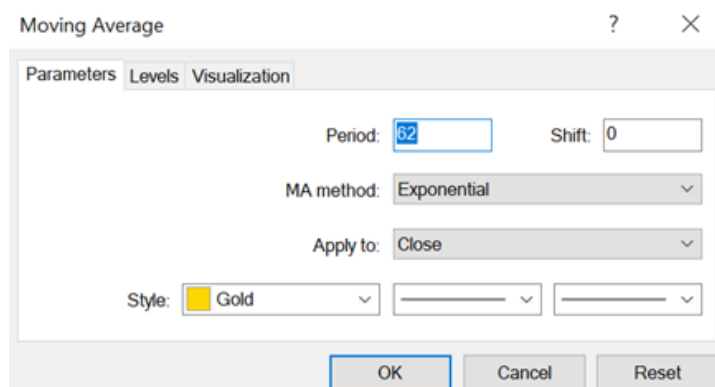 Moving Average ?
Parameters Levels Visualization
Period: 62 Shift: 0
MA method: Exponential
Apply to: Close
Style: Gold
OK Cancel Reset